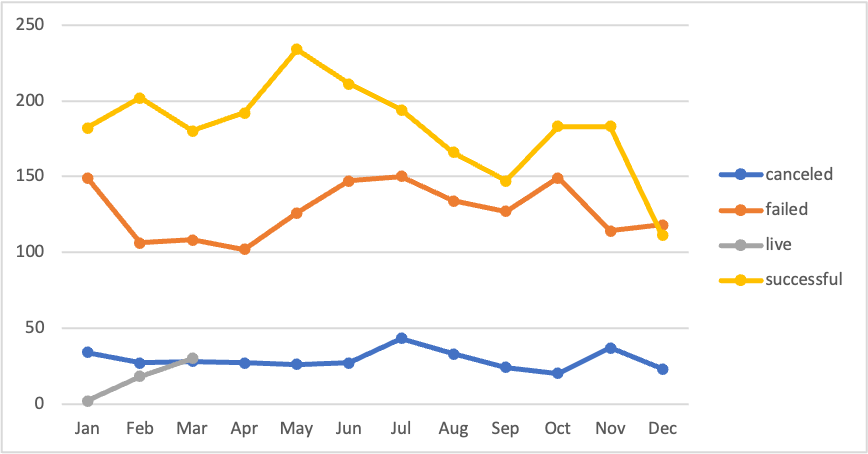 250
200
150
100
50
0
Jan Feb Mar Apr May Jun Jul Aug Sep Oct Nov Dec
canceled
failed
live
successful